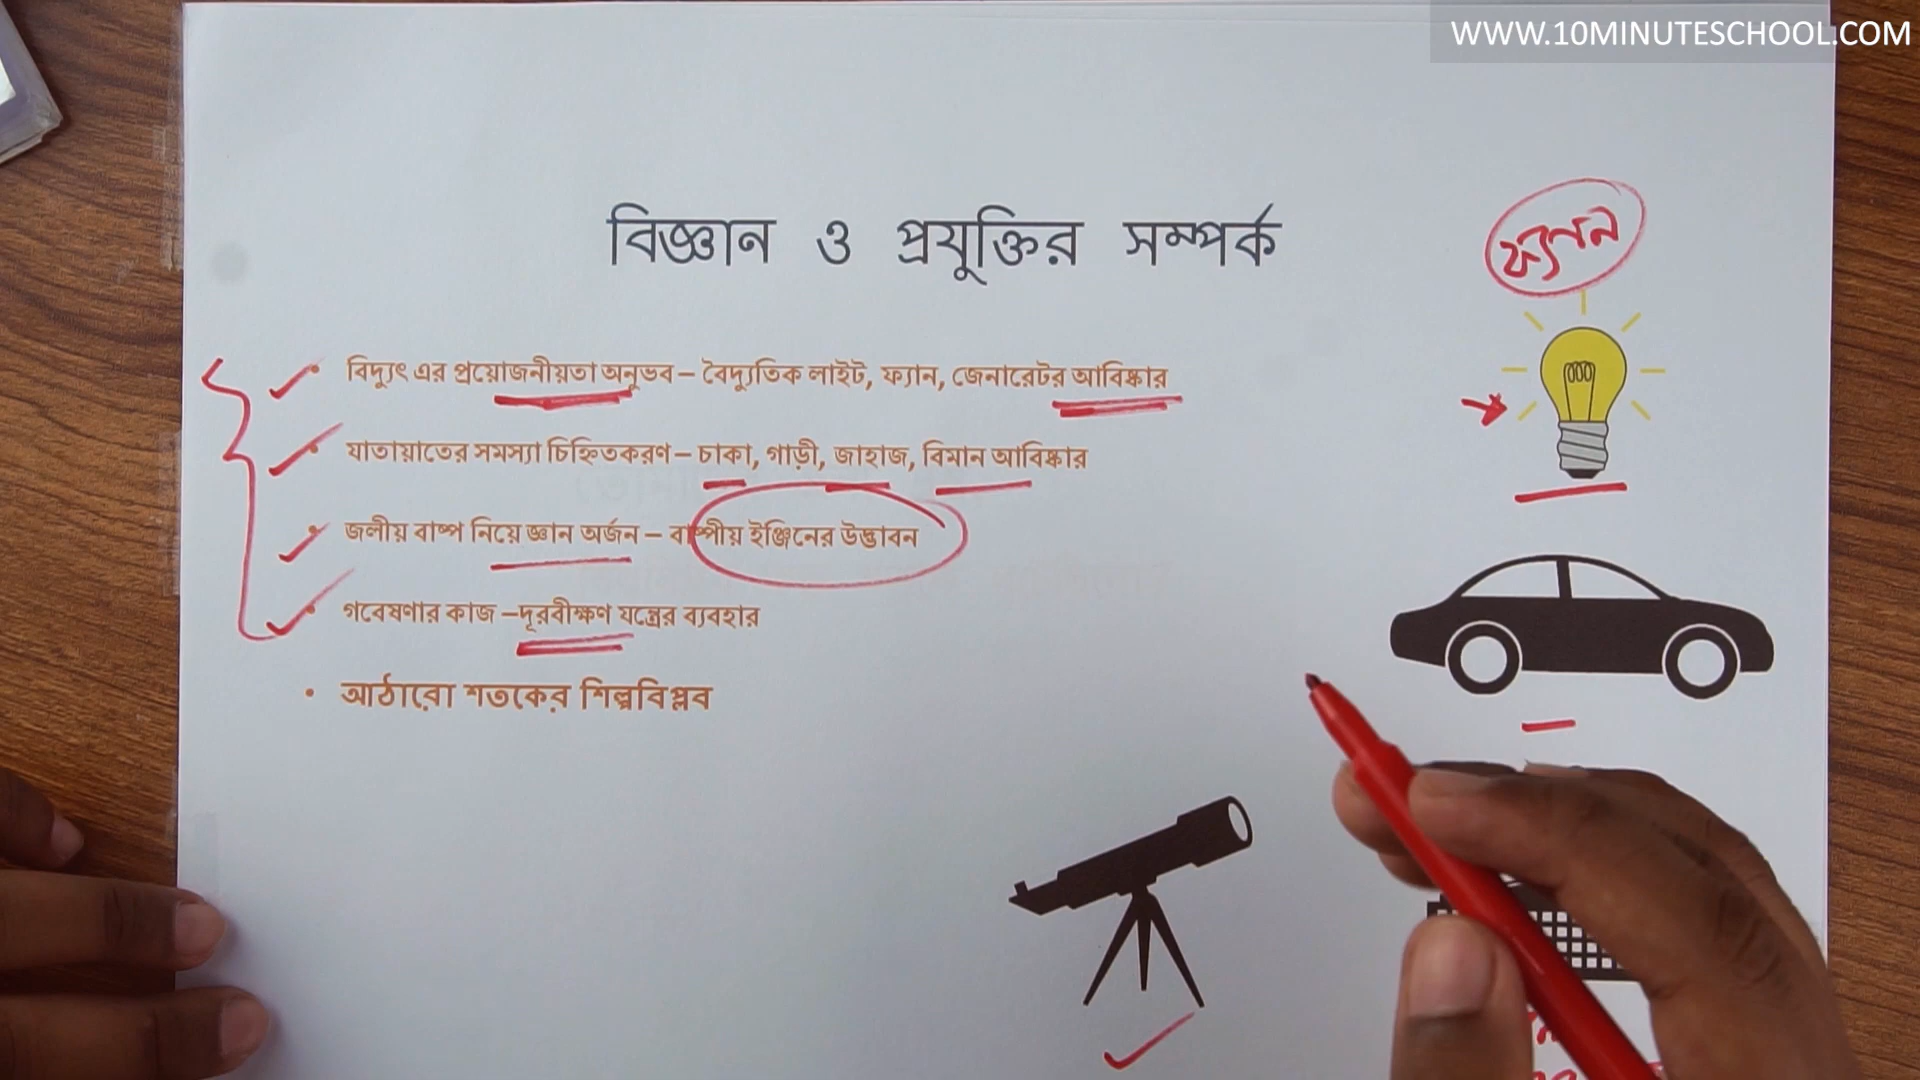 WWW.10MINUTESCHOOL.COM
বিজ্ঞান ও প্রযুক্তির সম্পর্ক
ফ্যান
বিদ্যুৎ এর প্রয়োজনীয়তা অনুভব – বৈদ্যুতিক লাইট, ফ্যান, জেনারেটর আবিষ্কার
যাতায়াতের সমস্যা চিহ্নিতকরণ – চাকা, গাড়ী, জাহাজ, বিমান আবিষ্কার
জলীয় বাষ্প নিয়ে জ্ঞান অর্জন – বাষ্পীয় ইঞ্জিনের উদ্ভাবন
গবেষণার কাজ –দূরবীক্ষণ যন্ত্রের ব্যবহার
আঠারো শতকের শিল্পবিপ্লব